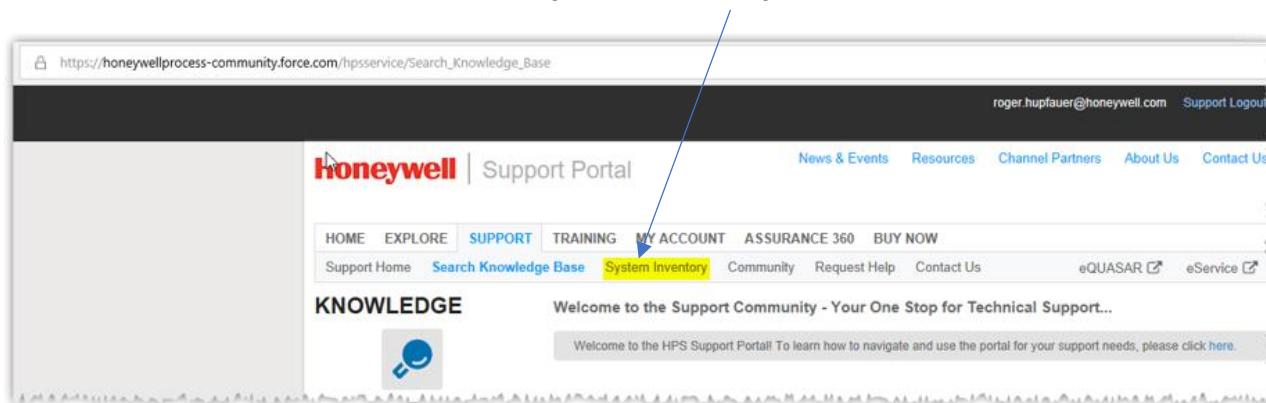 https://honeywellprocess-community.force.com/hpsservice/Search_Knowledge_Base
roger.hupfauer@honeywell.com Support Logout
Honeywell | Support Portal
News & Events Resources Channel Partners About Us Contact Us
HOME EXPLORE SUPPORT TRAINING MY ACCOUNT ASSURANCE 360 BUY NOW
Support Home Search Knowledge Base System Inventory Community Request Help Contact Us eQUASAR eService
KNOWLEDGE
Welcome to the Support Community - Your One Stop for Technical Support...
Welcome to the HPS Support Portal! To learn how to navigate and use the portal for your support needs, please click here.